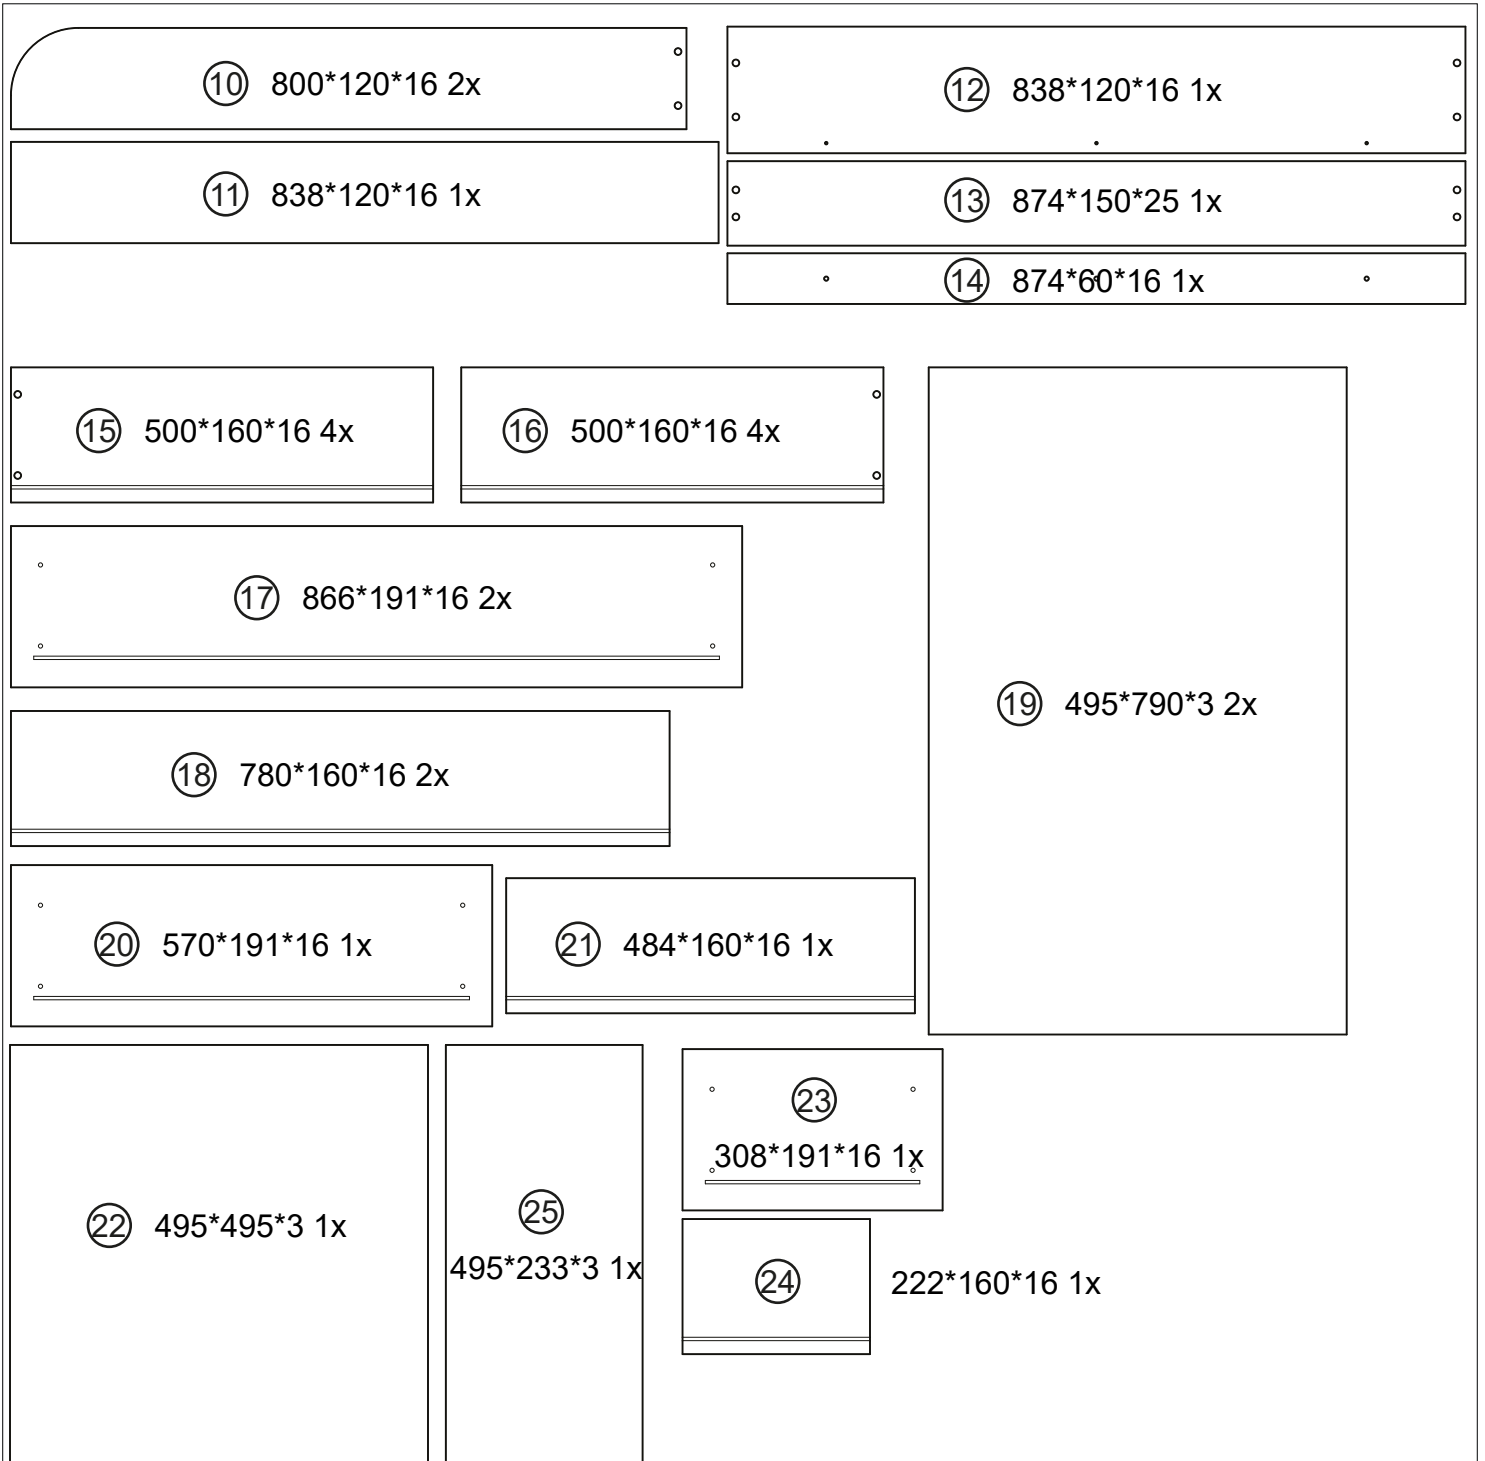 10 800*120*16 2x
12 838*120*16 1x
11 838*120*16 1x
13 874*150*25 1x
14 874*60*16 1x
15 500*160*16 4x
16 500*160*16 4x
17 866*191*16 2x
19 495*790*3 2x
18 780*160*16 2x
20 570*191*16 1x
21 484*160*16 1x
23
308*191*16 1x
22 495*495*3 1x
25
495*233*3 1x
24 222*160*16 1x